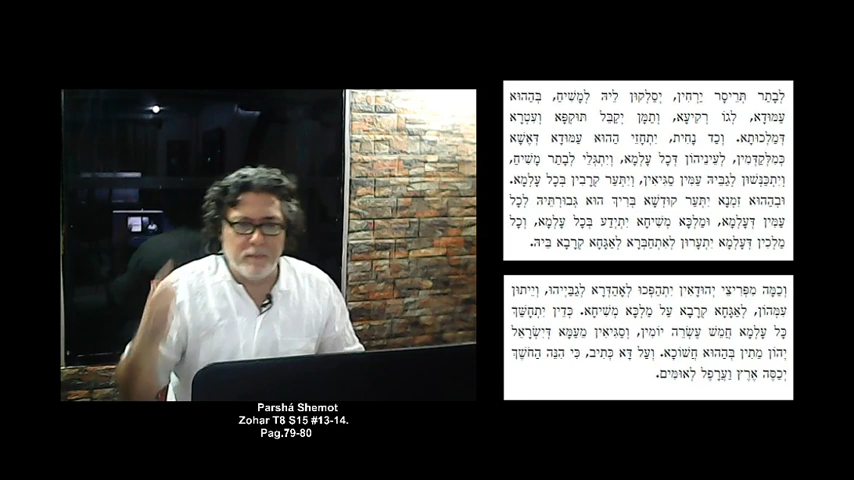 לְבָתַר תְּרֵיסַר יַרְחִין, יְסַלְקוּן לֵיהּ לִמְשִׁיחַ, בְּהַהוּא
עַמּוּדָא, לְגוֹ רְקִיעָא, וְתַמָּן יְקַבֵּל תּוּקְפָּא וְעִטְרָא
דְּמַלְכוּתָא. וְכַד נָחִית, יִתְחֲזֵי הַהוּא עַמּוּדָא דְּאֶשָּׁא
כְּמִלְּקַדְּמִין, לְעֵינֵיהוֹן דְּכָל עָלְמָא, וְיִתְגְּלֵי לְבָתַר מָשִׁיחַ,
וְיִתְכַּנְּשׁוּן לְגַבֵּיהּ עַמִּין סַגִּיאִין, וְיִתְּעַר קְרָבִין בְּכָל עָלְמָא.
וּבְהַהוּא זִמְנָא יִתְּעַר קוּדְשָׁא בְּרִיךְ הוּא גְּבוּרְתֵּיהּ לְכָל
עַמִּין דְּעָלְמָא, וּמַלְכָּא מְשִׁיחָא יִתְיְדַע בְּכָל עָלְמָא, וְכָל
מַלְכִין דְּעָלְמָא יִתְעֲרוּן לְאִתְחַבְּרָא לְאַגָּחָא קְרָבָא בֵּיהּ.
וְכַמָּה מִפְּרִיצֵי יְהוּדָאִין יִתְהַפְּכוּ לְאַהֲדְרָא לְגַבַּיְיהוּ, וְיֵיתוּן
עִמְּהוֹן, לְאַגָּחָא קְרָבָא עַל מַלְכָּא מְשִׁיחָא. כְּדֵין יִתְחֲשַׁךְ
כָּל עָלְמָא חֲמֵשׁ עֶשְׂרֵה יוֹמִין, וְסַגִּיאִין מֵעַמָּא דְּיִשְׂרָאֵל
יְהוֹן מֵתִין בְּהַהוּא חֲשׁוֹכָא. וְעַל דָּא כְּתִיב, כִּי הִנֵּה הַחֹשֶׁךְ
יְכַסֶּה אֶרֶץ וַעֲרָפֶל לְאוּמִּים.
Parshá Shemot
Zohar T8 S15 #13-14.
Pag.79-80